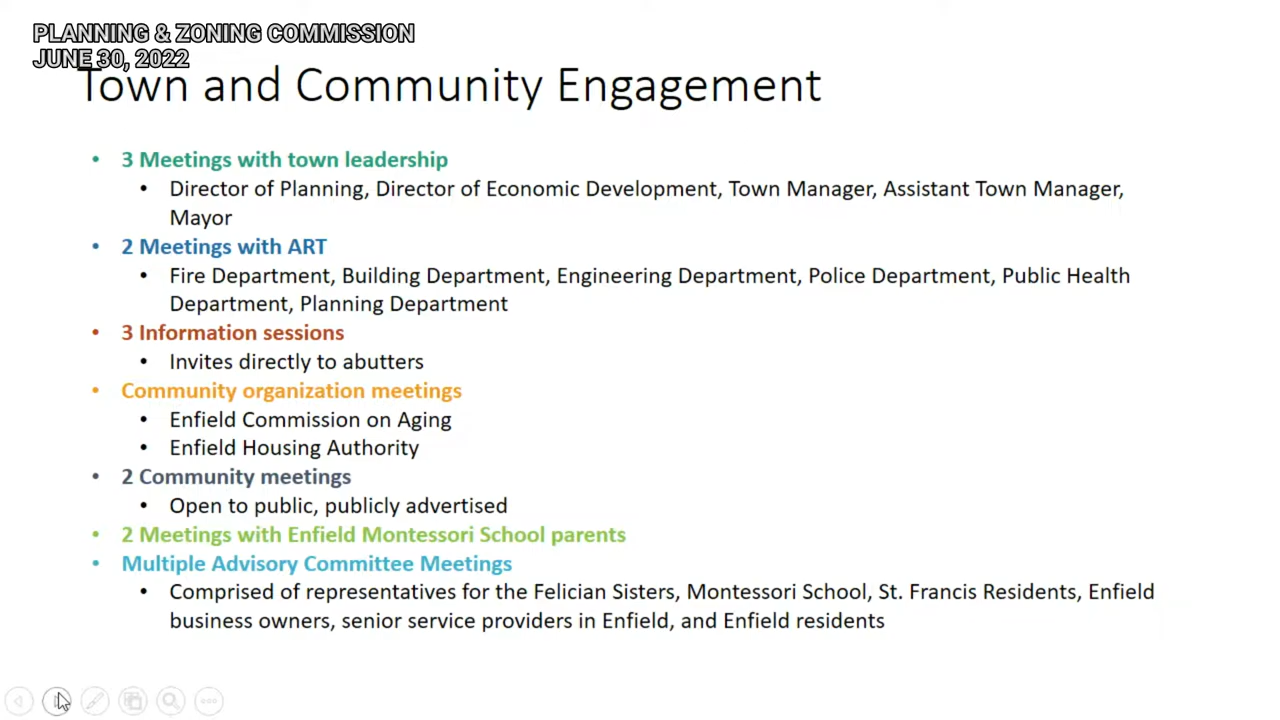 PLANNING & ZONING COMMISSION
JUNE 30, 2022
Town and Community Engagement
• 3 Meetings with town leadership
• Director of Planning, Director of Economic Development, Town Manager, Assistant Town Manager,
Mayor
• 2 Meetings with ART
• Fire Department, Building Department, Engineering Department, Police Department, Public Health
Department, Planning Department
• 3 Information sessions
• Invites directly to abutters
• Community organization meetings
• Enfield Commission on Aging
• Enfield Housing Authority
• 2 Community meetings
• Open to public, publicly advertised
• 2 Meetings with Enfield Montessori School parents
• Multiple Advisory Committee Meetings
• Comprised of representatives for the Felician Sisters, Montessori School, St. Francis Residents, Enfield
business owners, senior service providers in Enfield, and Enfield residents